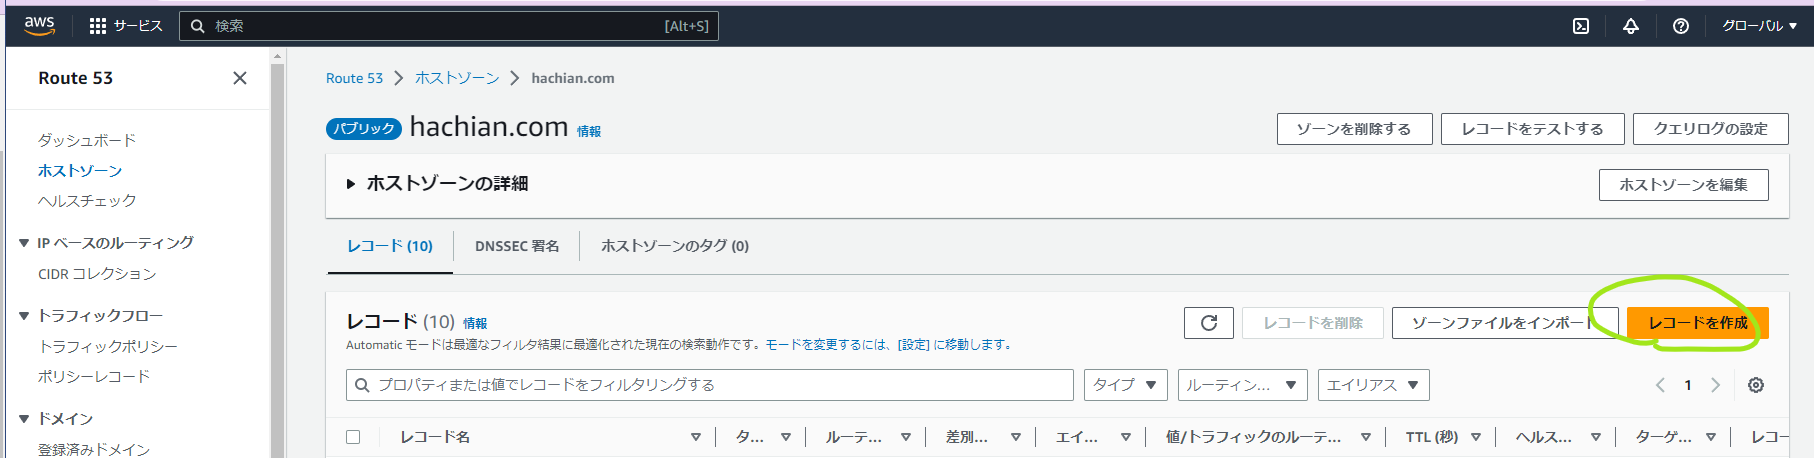 aws サービス 検索 [Alt+S] グローバル
Route 53
ダッシュボード
ホストゾーン
ヘルスチェック
IP ベースのルーティング
CIDR コレクション
トラフィックフロー
トラフィックポリシー
ポリシーレコード
ドメイン
登録済みドメイン
Route 53 ホストゾーン hachian.com
パブリック hachian.com 情報 ゾーンを削除する レコードをテストする クエリログの設定
ホストゾーンの詳細 ホストゾーンを編集
レコード (10) DNSSEC 署名 ホストゾーンのタグ (0)
レコード (10) 情報 レコードを削除 ゾーンファイルをインポート レコードを作成
Automatic モードは最適なフィルタ結果に最適化された現在の検索動作です。モードを変更するには、[設定] に移動します。
プロパティまたは値でレコードをフィルタリングする タイプ ルーティン... エイリアス 1
レコード名 タ... ルーテ... 差別... エイ... 値/トラフィックのルーテ... TTL (秒) ヘルス... ターゲ... レコー